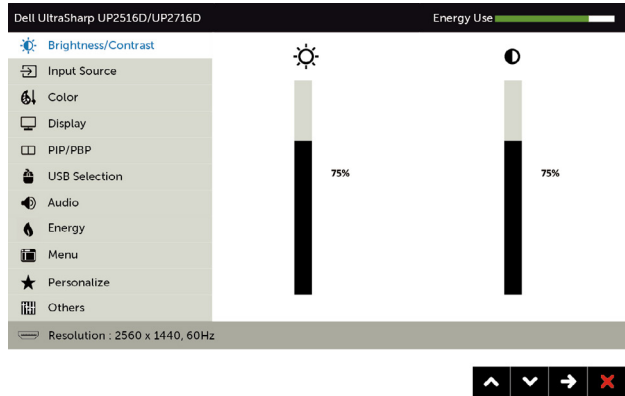 Dell UltraSharp UP2516D/UP2716D Energy Use
Brightness/Contrast
Input Source
Color
Display
PIP/PBP
USB Selection
75% 75%
Audio
Energy
Menu
Personalize
Others
Resolution : 2560 x 1440, 60Hz